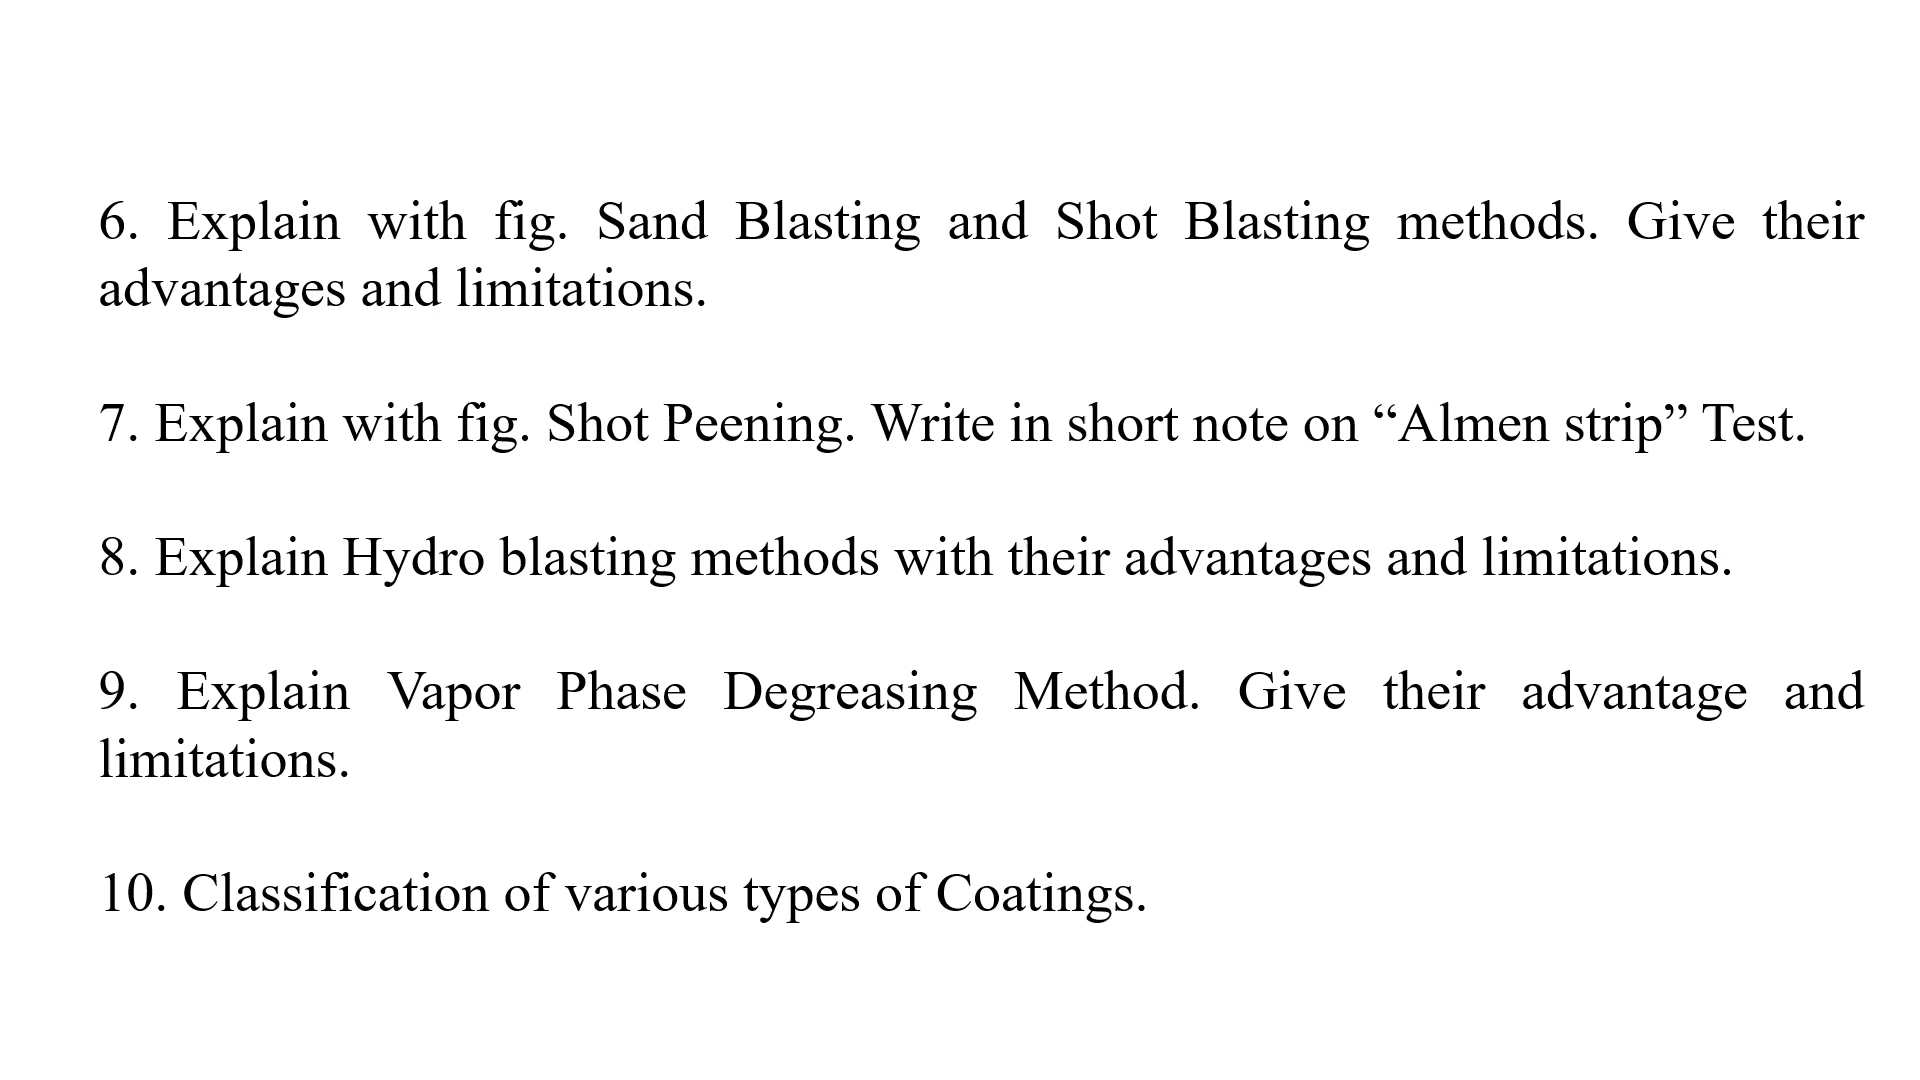 6. Explain with fig. Sand Blasting and Shot Blasting methods. Give their
advantages and limitations.
7. Explain with fig. Shot Peening. Write in short note on “Almen strip” Test.
8. Explain Hydro blasting methods with their advantages and limitations.
9. Explain Vapor Phase Degreasing Method. Give their advantage and
limitations.
10. Classification of various types of Coatings.